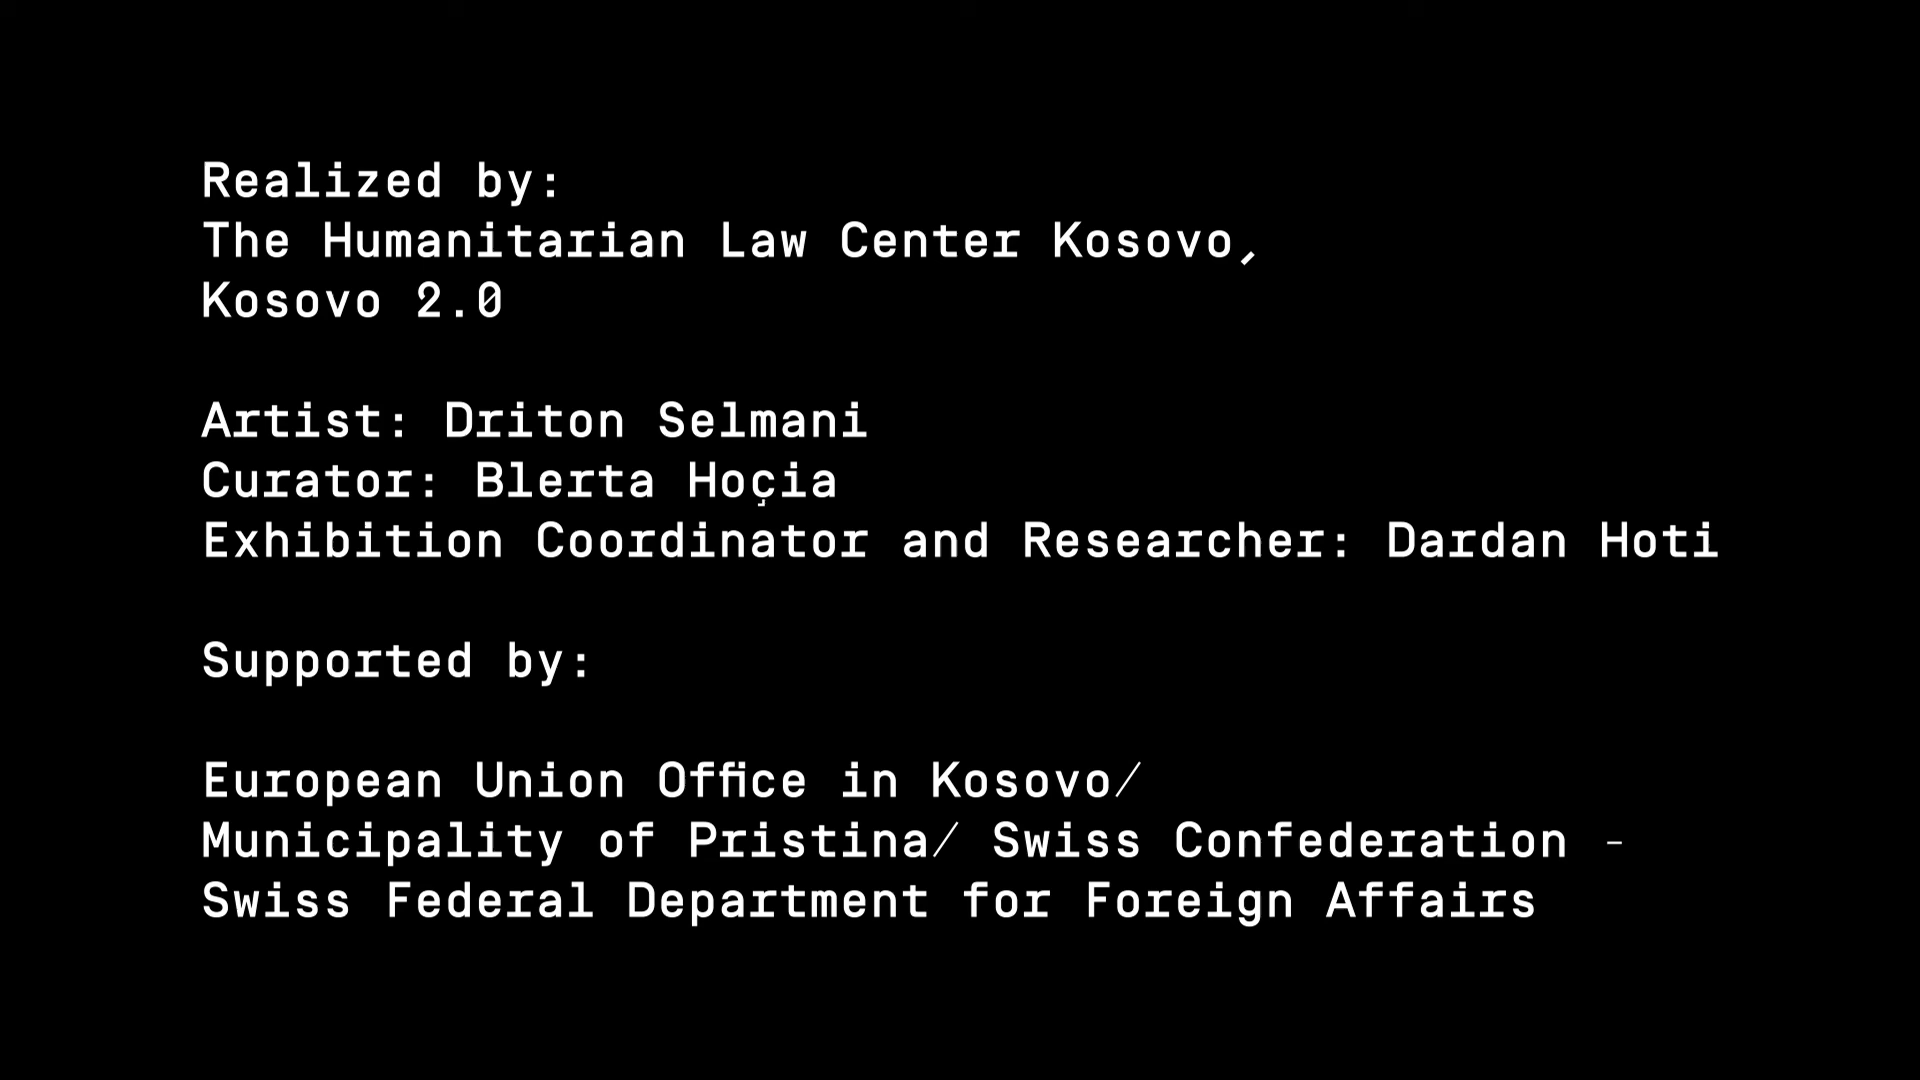 Realized by:
The Humanitarian Law Center Kosovo,
Kosovo 2.0
Artist: Driton Selmani
Curator: Blerta Hoçia
Exhibition Coordinator and Researcher: Dardan Hoti
Supported by:
European Union Office in Kosovo/
Municipality of Pristina/ Swiss Confederation -
Swiss Federal Department for Foreign Affairs